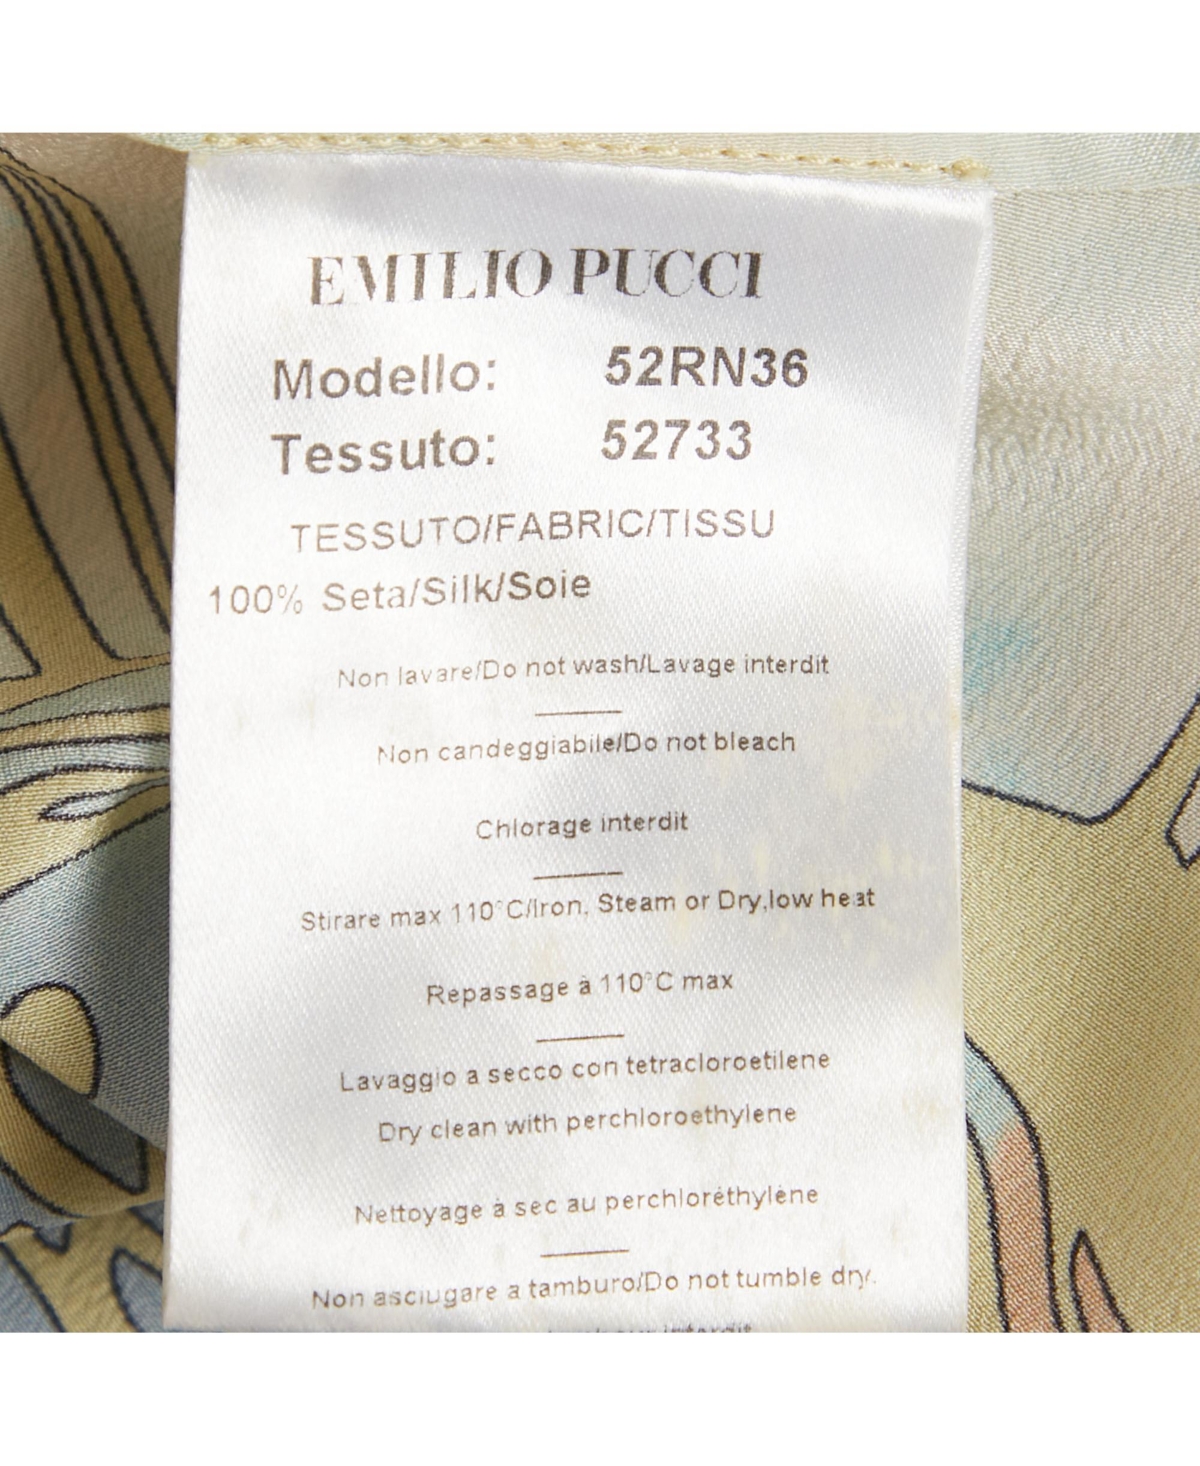 EMILIO PUCCI
Modello: 52RN36
Tessuto: 52733
TESSUTO/FABRIC/TISSU
100% Seta/Silk/Soie
Non lavare/Do not wash/Lavage interdit
Non candeggiabile/Do not bleach
Chlorage interdit
Stirare max 110°C/Iron, Steam or Dry,low heat
Repassage à 110°C max
Lavaggio a secco con tetracloroetilene
Dry clean with perchloroethylene
Nettoyage à sec au perchloréthylène
Non asciugare a tamburo/Do not tumble dry.
interdit